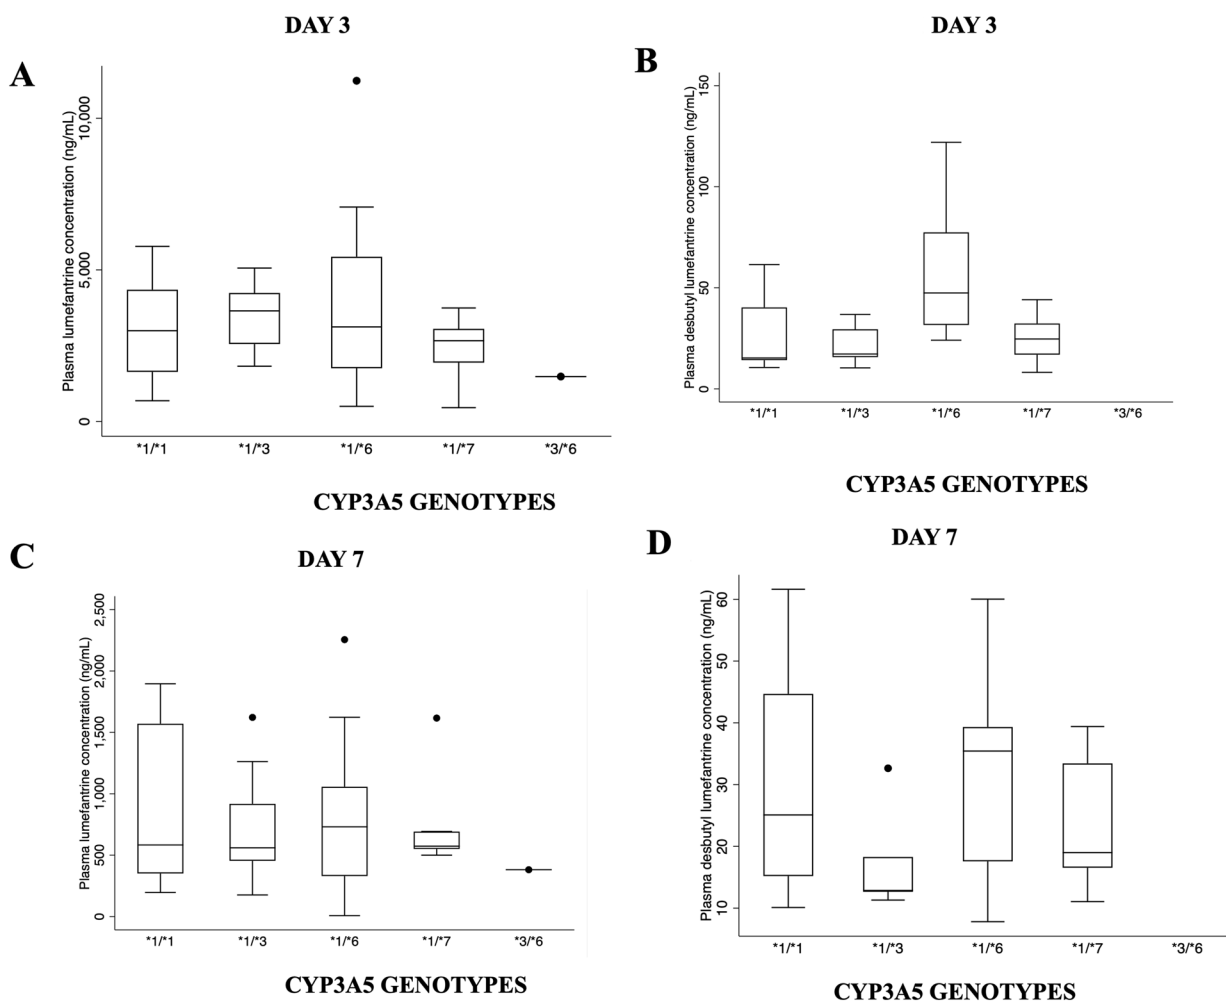 DAY 3
A
Plasma lumefantrine concentration (ng/mL)
10,000
5,000
0
*1/*1 *1/*3 *1/*6 *1/*7 *3/*6
CYP3A5 GENOTYPES
DAY 3
B
Plasma desbutyl lumefantrine concentration (ng/mL)
150
100
50
0
*1/*1 *1/*3 *1/*6 *1/*7 *3/*6
CYP3A5 GENOTYPES
DAY 7
C
Plasma lumefantrine concentration (ng/mL)
2,500
2,000
1,500
1,000
500
0
*1/*1 *1/*3 *1/*6 *1/*7 *3/*6
CYP3A5 GENOTYPES
DAY 7
D
Plasma desbutyl lumefantrine concentration (ng/mL)
60
50
40
30
20
10
*1/*1 *1/*3 *1/*6 *1/*7 *3/*6
CYP3A5 GENOTYPES